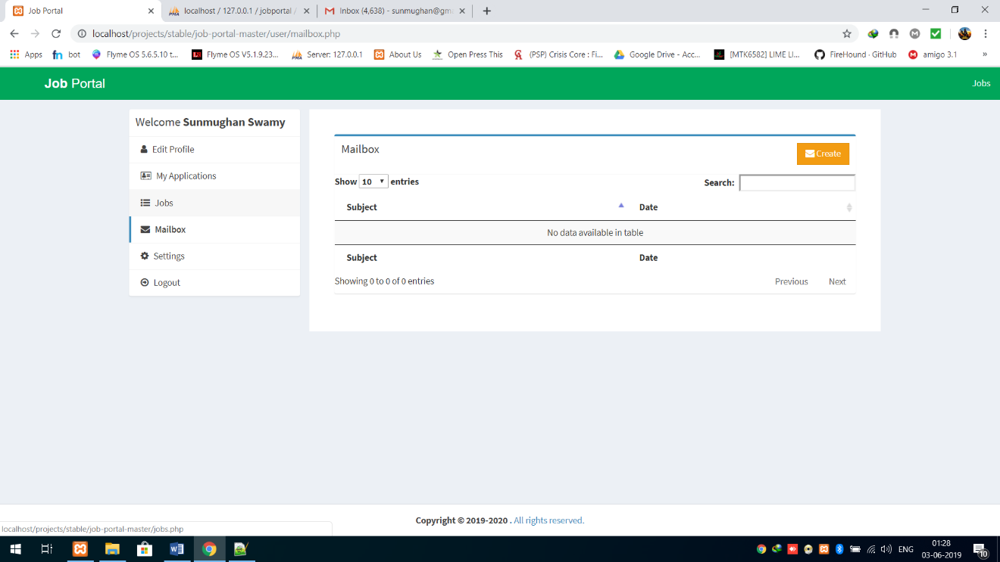 Job Portal
localhost / 127.0.0.1 / jobportal /
Inbox (4,638) - sunmughan@gm
localhost/projects/stable/job-portal-master/user/mailbox.php
Apps
bot
Flyme OS 5.6.5.10 t...
Flyme OS V5.1.9.23...
Server: 127.0.0.1
About Us
Open Press This
(PSP) Crisis Core : Fi...
Google Drive - Acc...
[MTK6582] LIME LI...
FireHound · GitHub
amigo 3.1
»
Job Portal
Jobs
Welcome Sunmughan Swamy
Edit Profile
My Applications
Jobs
Mailbox
Settings
Logout
Mailbox
Create
Show 10 entries
Search:
Subject
Date
No data available in table
Subject
Date
Showing 0 to 0 of 0 entries
Previous
Next
Copyright © 2019-2020 . All rights reserved.
localhost/projects/stable/job-portal-master/jobs.php
ENG
01:28
03-06-2019
10